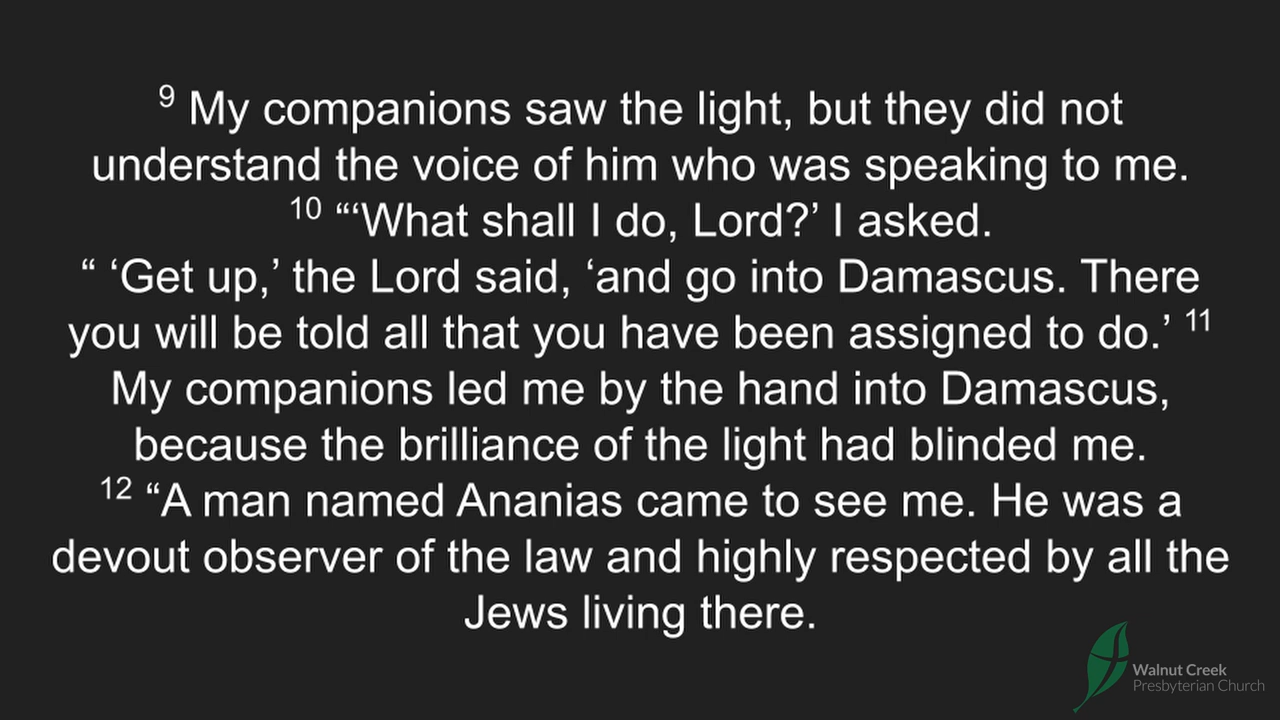 9 My companions saw the light, but they did not
understand the voice of him who was speaking to me.
10 “‘What shall I do, Lord?’ I asked.
“ ‘Get up,’ the Lord said, ‘and go into Damascus. There
you will be told all that you have been assigned to do.’ 11
My companions led me by the hand into Damascus,
because the brilliance of the light had blinded me.
12 “A man named Ananias came to see me. He was a
devout observer of the law and highly respected by all the
Jews living there.
Walnut Creek
Presbyterian Church